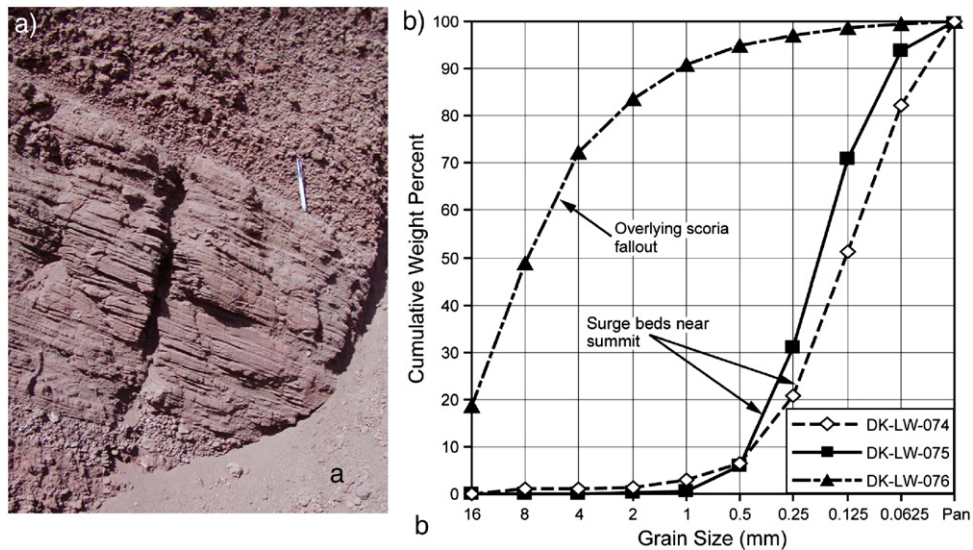 a)
a
b)
Cumulative Weight Percent
100
90
80
70
60
50
40
30
20
10
0
Overlying scoria
fallout
Surge beds near
summit
DK-LW-074
DK-LW-075
DK-LW-076
16 8 4 2 1 0.5 0.25 0.125 0.0625 Pan
Grain Size (mm)
b